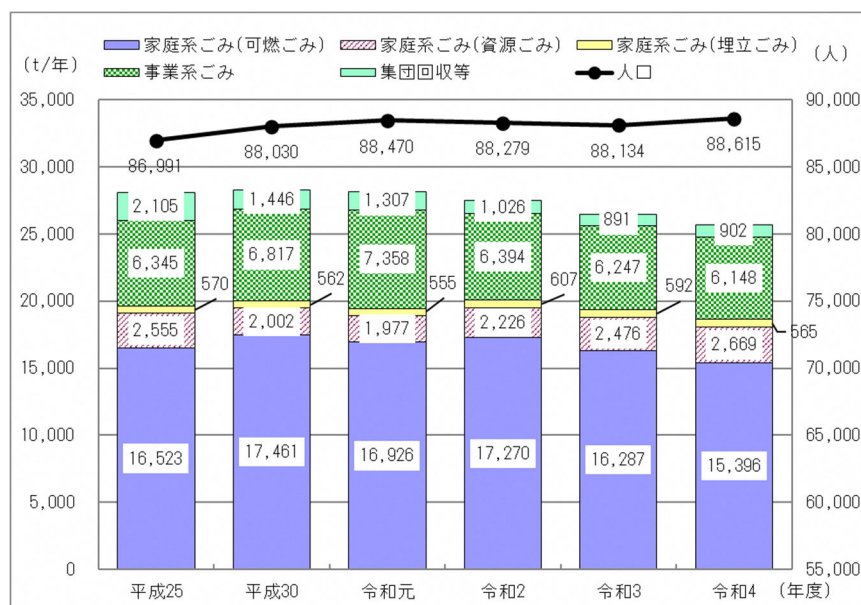 家庭系ごみ(可燃ごみ) 家庭系ごみ(資源ごみ) 家庭系ごみ(埋立ごみ)
事業系ごみ 集団回収等 人口
(t/年) (人)
35,000 90,000
30,000 85,000
25,000 80,000
20,000 75,000
15,000 70,000
10,000 65,000
5,000 60,000
0 55,000
86,991 88,030 88,470 88,279 88,134 88,615
2,105 1,446 1,307 1,026 891 902
6,345 6,817 7,358 6,394 6,247 6,148
570 562 555 607 592 565
2,555 2,002 1,977 2,226 2,476 2,669
16,523 17,461 16,926 17,270 16,287 15,396
平成25 平成30 令和元 令和2 令和3 令和4 (年度)